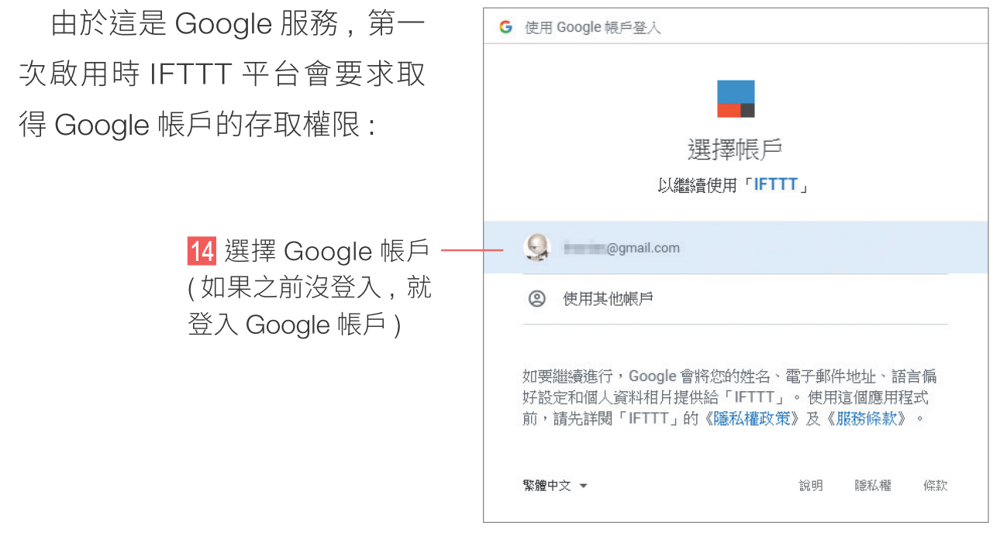 由於這是 Google 服務，第一
次啟用時 IFTTT 平台會要求取
得 Google 帳戶的存取權限：
14 選擇 Google 帳戶
(如果之前沒登入，就
登入 Google 帳戶)
使用 Google 帳戶登入
選擇帳戶
以繼續使用「IFTTT」
@gmail.com
使用其他帳戶
如要繼續進行，Google 會將您的姓名、電子郵件地址、語言偏
好設定和個人資料相片提供給「IFTTT」。使用這個應用程式
前，請先詳閱「IFTTT」的《隱私權政策》及《服務條款》。
繁體中文
說明 隱私權 條款